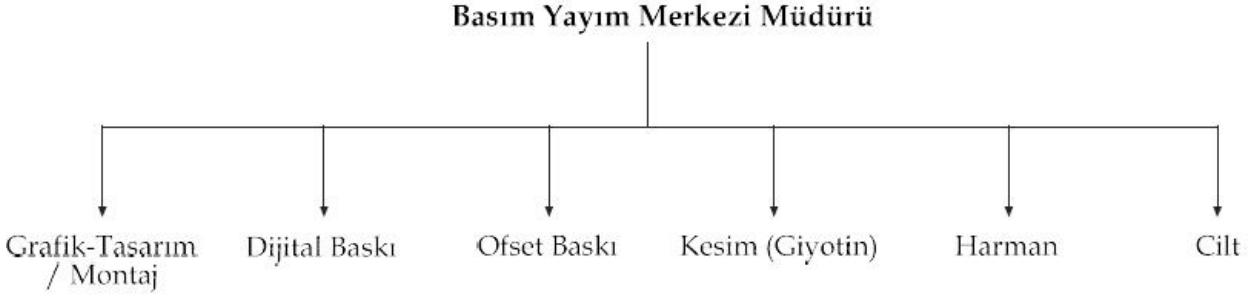 Basım Yayım Merkezi Müdürü
Grafik-Tasarım
/ Montaj
Dijital Baskı
Ofset Baskı
Kesim (Giyotin)
Harman
Cilt